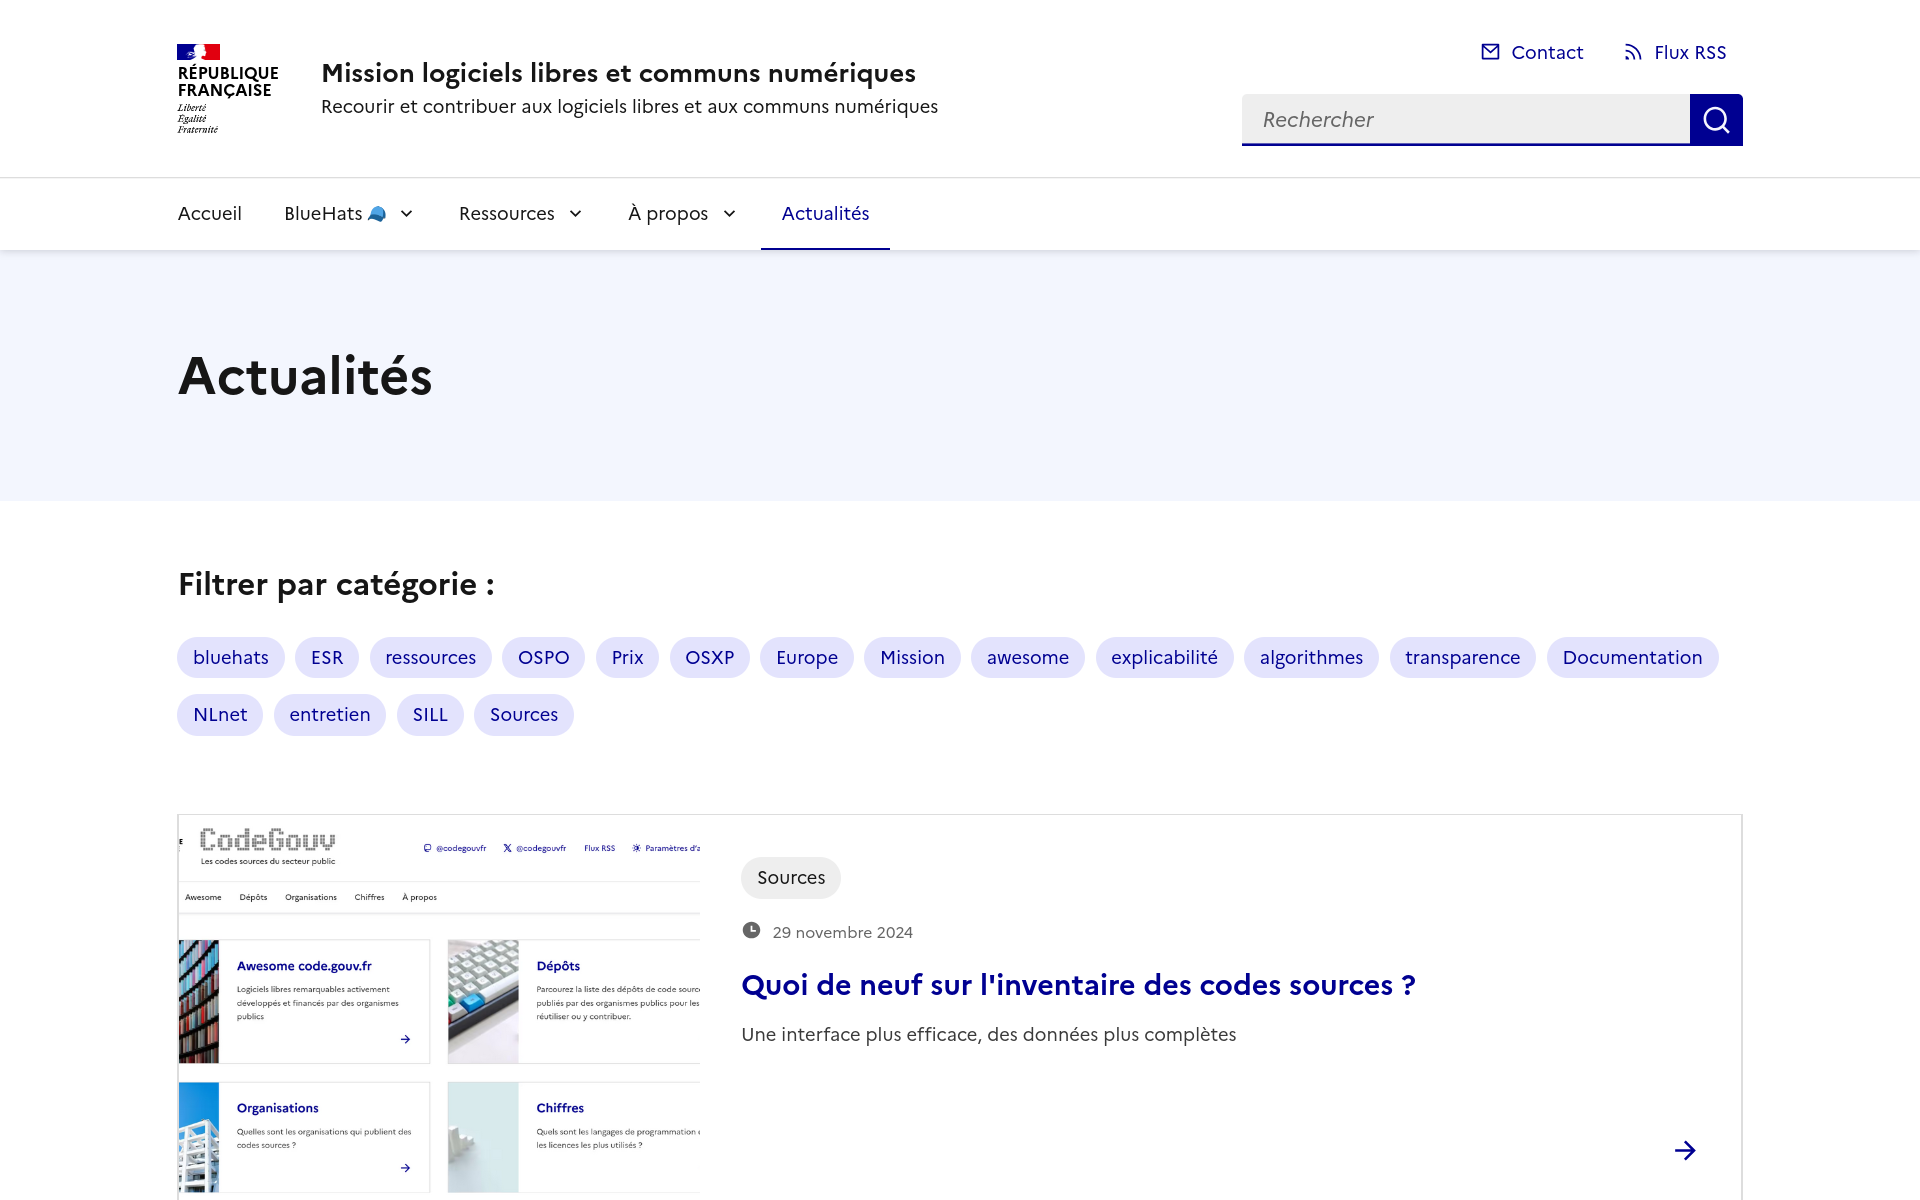 RÉPUBLIQUE
FRANÇAISE
Liberté
Égalité
Fraternité
Mission logiciels libres et communs numériques
Recourir et contribuer aux logiciels libres et aux communs numériques
Contact
Flux RSS
Rechercher
Accueil
BlueHats 🧢
Ressources
À propos
Actualités
Actualités
Filtrer par catégorie :
bluehats ESR ressources OSPO Prix OSXP Europe Mission awesome explicabilité algorithmes transparence Documentation
NLnet entretien SILL Sources
CodeGouv
Les codes sources du secteur public
@codegouvfr @codegouvfr Flux RSS Paramètres d'a
Awesome Dépôts Organisations Chiffres À propos
Awesome code.gouv.fr
Logiciels libres remarquables activement
développés et financés par des organismes
publics
Dépôts
Parcourez la liste des dépôts de code source
publiés par des organismes publics pour les
réutiliser ou y contribuer.
Organisations
Quelles sont les organisations qui publient des
codes sources ?
Chiffres
Quels sont les langages de programmation e
les licences les plus utilisés ?
Sources
29 novembre 2024
Quoi de neuf sur l'inventaire des codes sources ?
Une interface plus efficace, des données plus complètes